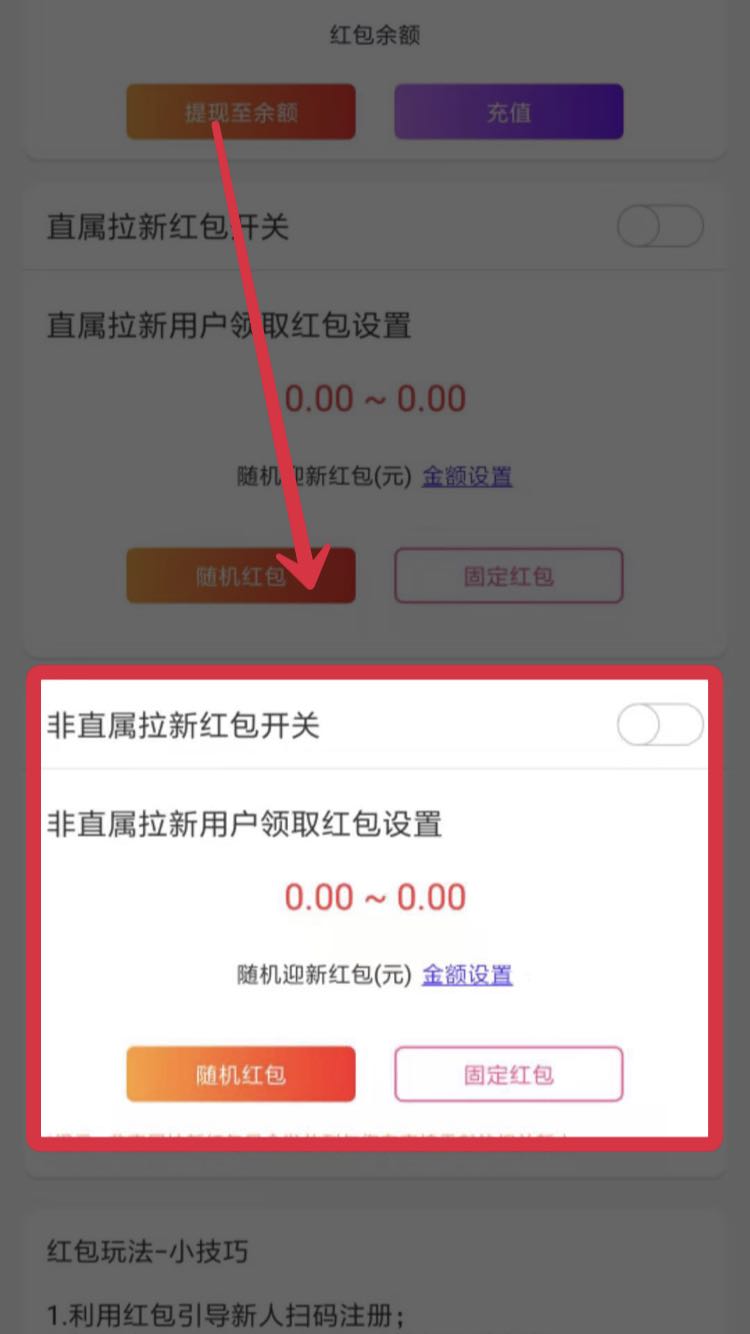 红包余额
提现至余额
充值
直属拉新红包开关
直属拉新用户领取红包设置
0.00 ~ 0.00
随机迎新红包(元) 金额设置
随机红包
固定红包
非直属拉新红包开关
非直属拉新用户领取红包设置
0.00 ~ 0.00
随机迎新红包(元) 金额设置
随机红包
固定红包
红包玩法-小技巧
1.利用红包引导新人扫码注册；